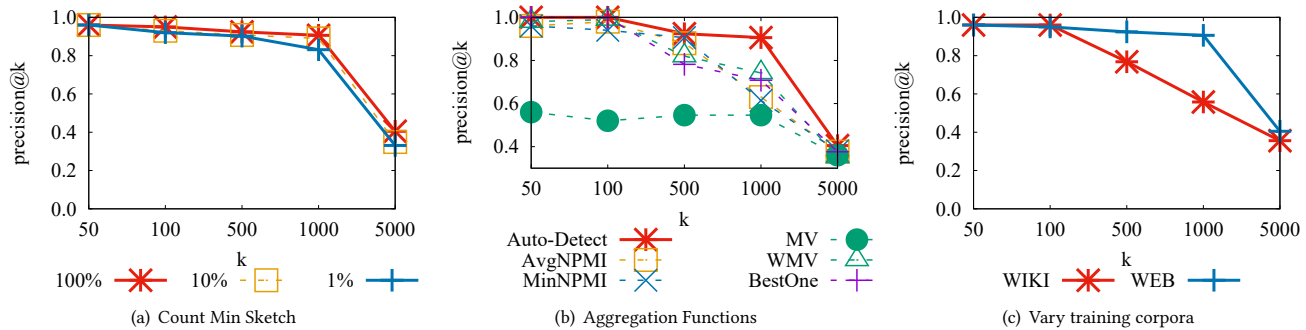 precision@k
1.0
0.8
0.6
0.4
0.2
0.0
50 100 500 1000 5000
k
100% 10% 1%
(a) Count Min Sketch
precision@k
1.0
0.8
0.6
0.4
50 100 500 1000 5000
k
Auto-Detect MV
AvgNPMI WMV
MinNPMI BestOne
(b) Aggregation Functions
precision@k
1.0
0.8
0.6
0.4
0.2
0.0
50 100 500 1000 5000
k
WIKI WEB
(c) Vary training corpora